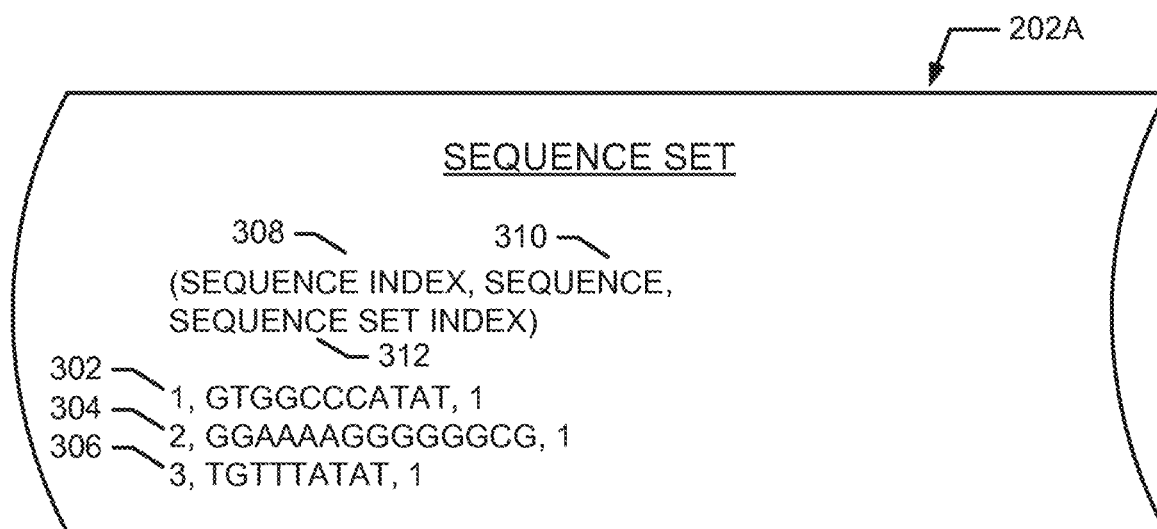 202A
SEQUENCE SET
308
310
(SEQUENCE INDEX, SEQUENCE,
SEQUENCE SET INDEX)
312
302
1, GTGGCCCATAT, 1
304
2, GGAAAAGGGGGGCG, 1
306
3, TGTTTATAT, 1